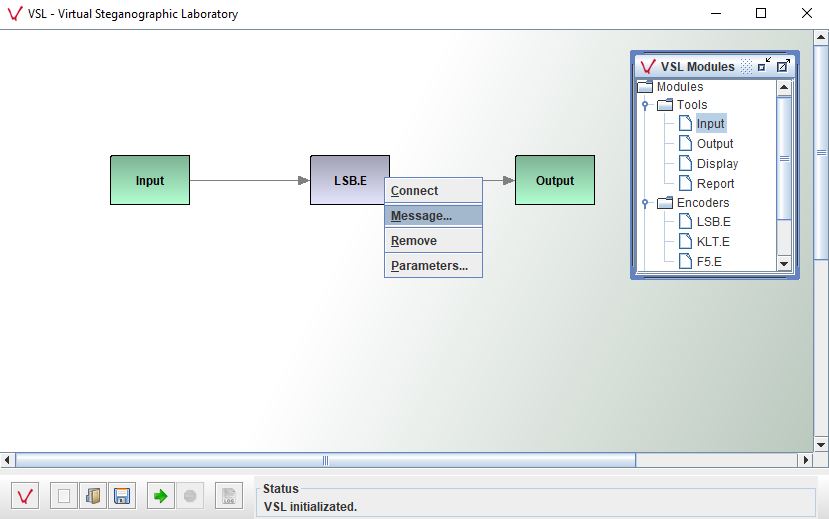 VSL - Virtual Steganographic Laboratory
VSL Modules
Modules
Tools
Input
Output
Display
Report
Encoders
LSB.E
KLT.E
F5.E
Input
LSB.E
Output
Connect
Message...
Remove
Parameters...
LOG
Status
VSL initializated.